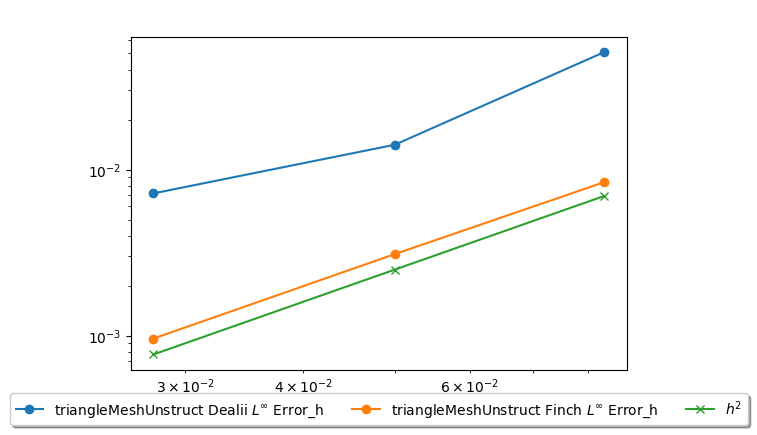 10⁻²
10⁻³
3 × 10⁻² 4 × 10⁻² 6 × 10⁻²
triangleMeshUnstruct Dealii L^∞ Error_h triangleMeshUnstruct Finch L^∞ Error_h h²